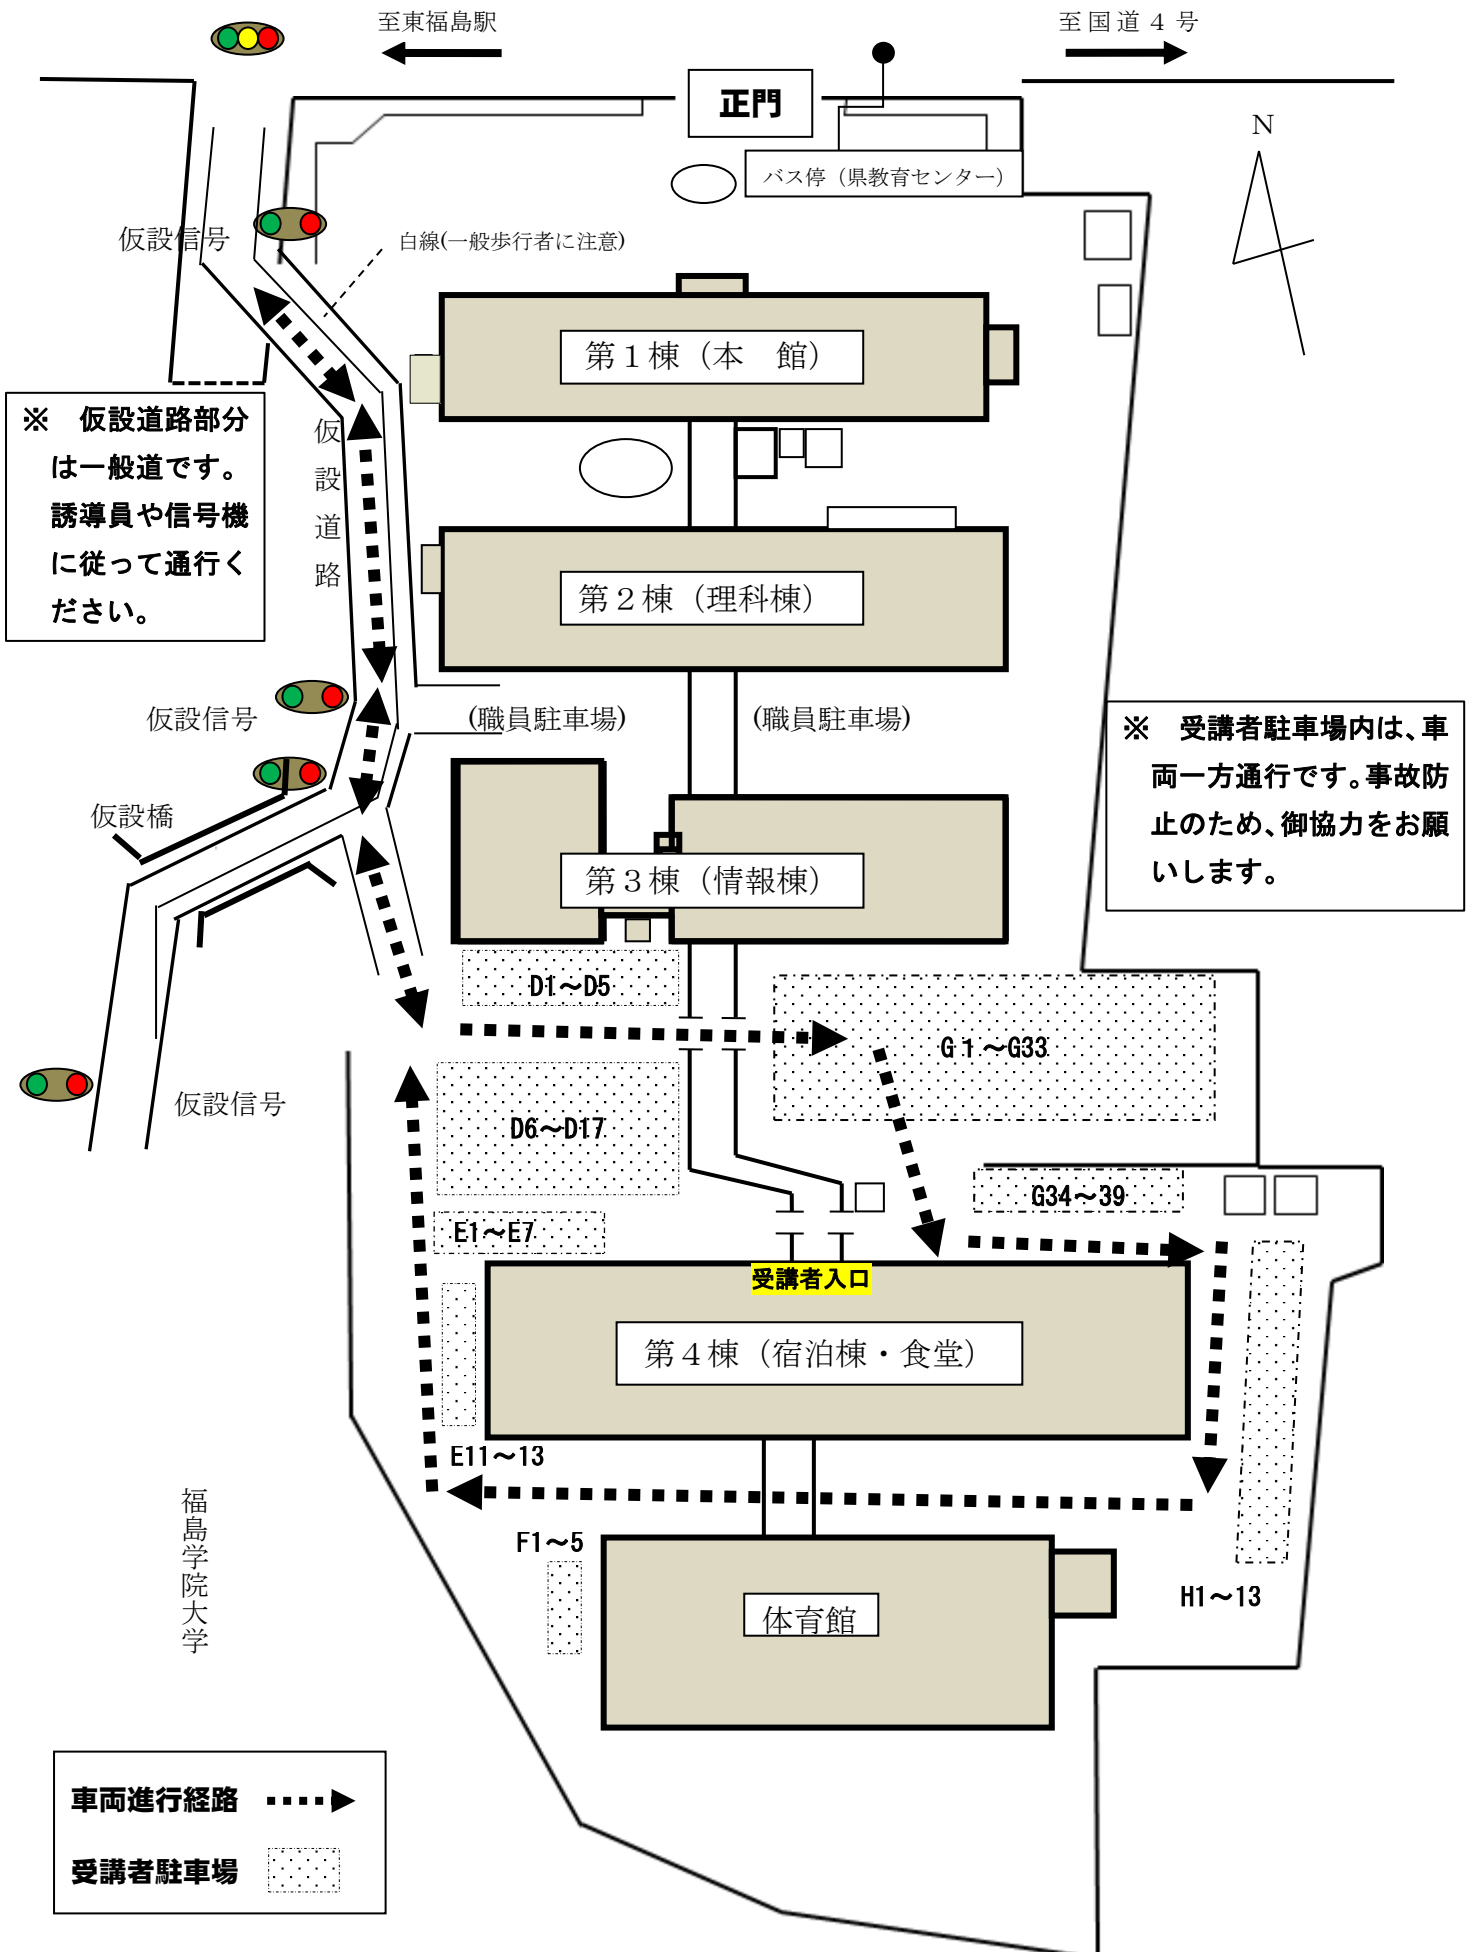 至東福島駅
至国道４号
正門
N
バス停（県教育センター）
仮設信号
白線(一般歩行者に注意)
第１棟（本　館）
※　仮設道路部分
は一般道です。
誘導員や信号機
に従って通行く
ださい。
仮
設
道
路
第２棟（理科棟）
仮設信号
(職員駐車場)
(職員駐車場)
※　受講者駐車場内は、車
両一方通行です。事故防
止のため、御協力をお願
いします。
仮設橋
第３棟（情報棟）
D1～D5
G１～G33
仮設信号
D6～D17
G34～39
E1～E7
受講者入口
第４棟（宿泊棟・食堂）
E11～13
福島学院大学
F1～5
H1～13
体育館
車両進行経路
受講者駐車場